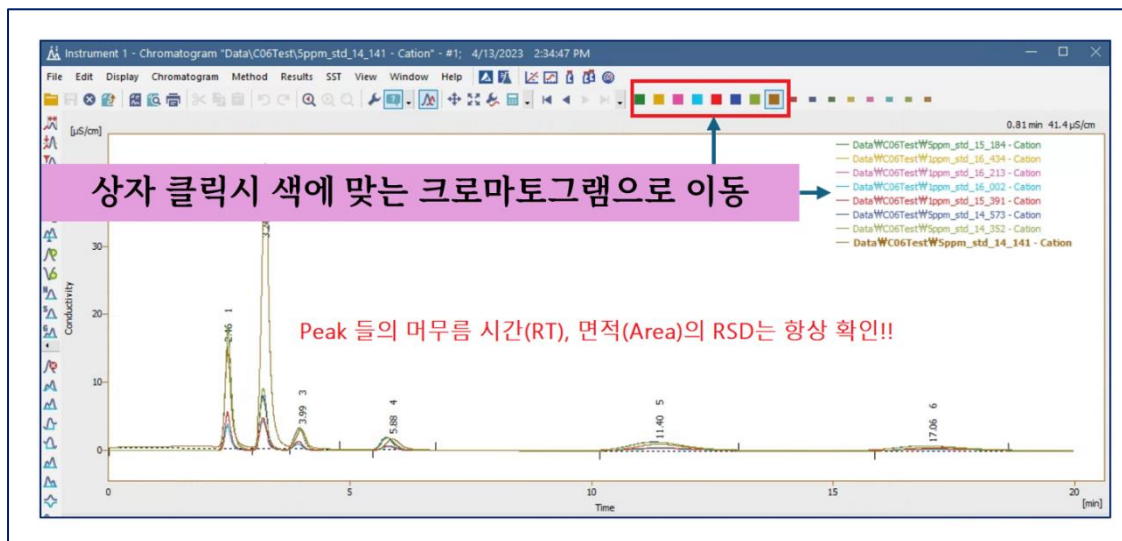 Instrument 1 - Chromatogram "Data\C06Test\5ppm_std_14_141 - Cation" - #1; 4/13/2023 2:34:47 PM
File Edit Display Chromatogram Method Results SST View Window Help
[µS/cm]
0.81 min 41.4 µS/cm
Data₩C06Test₩5ppm_std_15_184 - Cation
Data₩C06Test₩1ppm_std_16_434 - Cation
Data₩C06Test₩1ppm_std_16_213 - Cation
Data₩C06Test₩1ppm_std_16_002 - Cation
Data₩C06Test₩1ppm_std_15_391 - Cation
Data₩C06Test₩5ppm_std_14_573 - Cation
Data₩C06Test₩5ppm_std_14_352 - Cation
Data₩C06Test₩5ppm_std_14_141 - Cation
상자 클릭시 색에 맞는 크로마토그램으로 이동
Peak 들의 머무름 시간(RT), 면적(Area)의 RSD는 항상 확인!!
Conductivity
30
20
10
0
2.46 1
3.99 3
5.88 4
11.40 5
17.06 6
0 5 10 15 20
Time
[min]